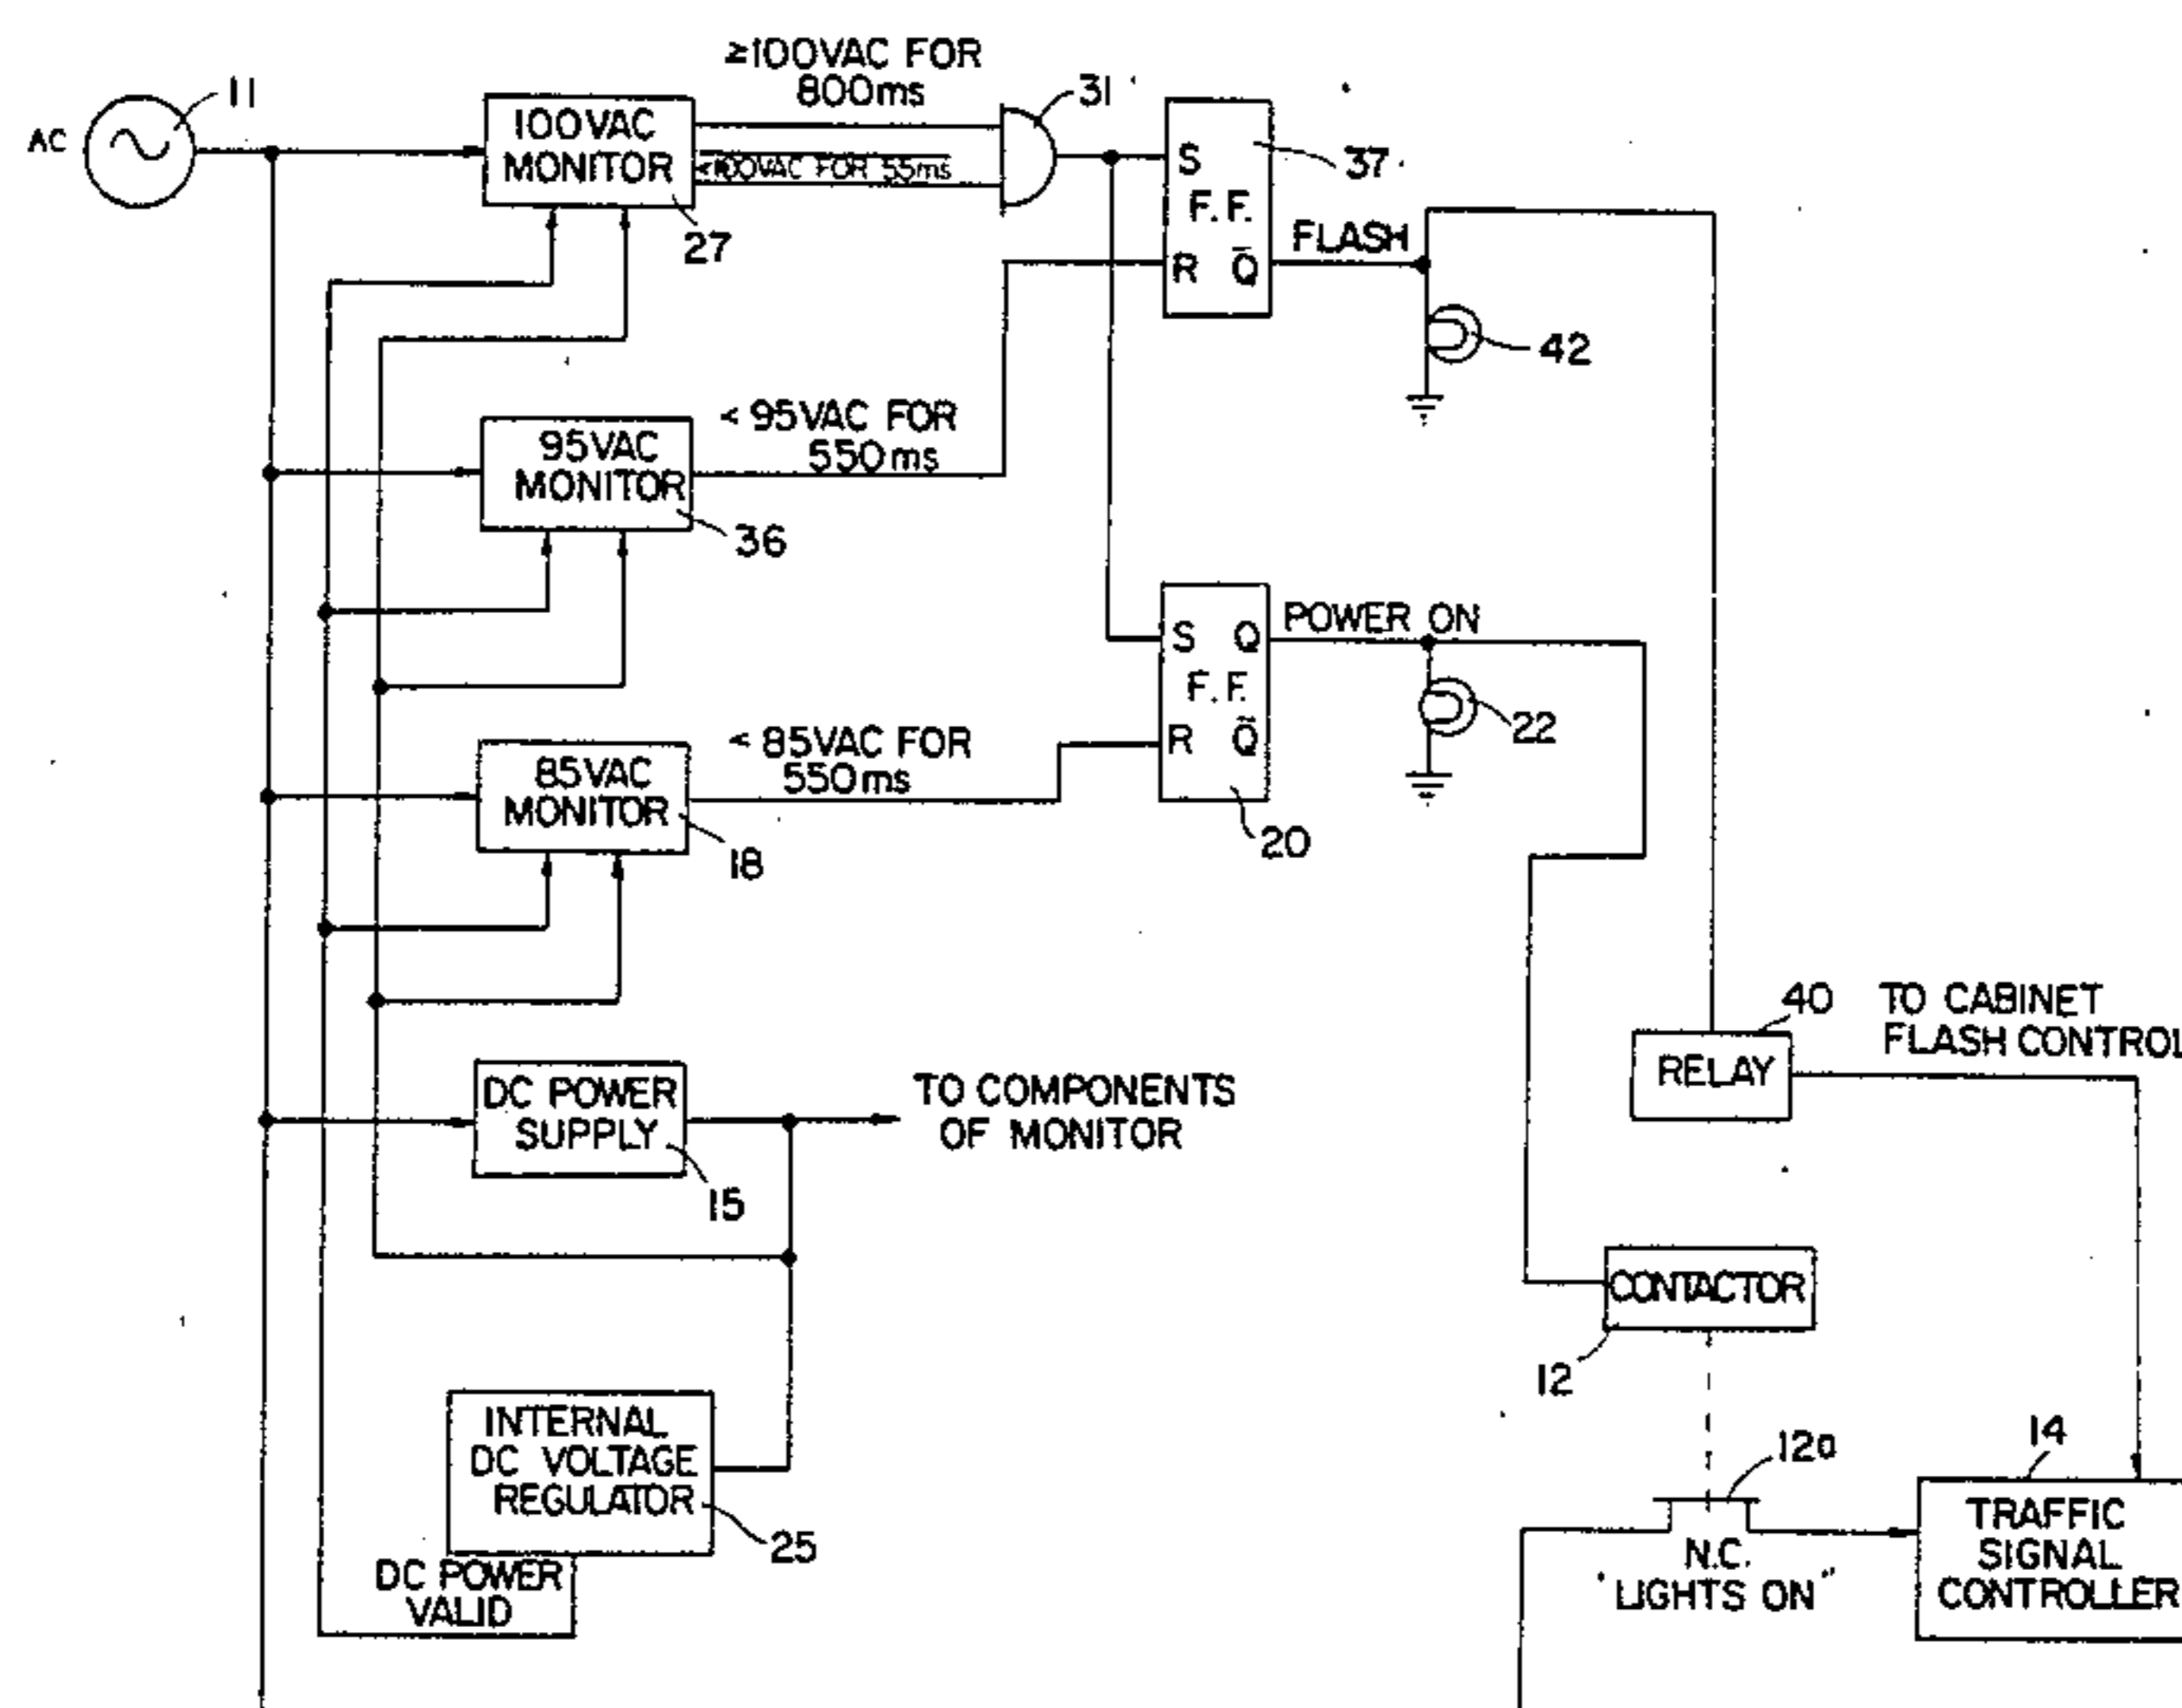 ≥100VAC FOR
800ms
AC
11
100VAC
MONITOR
27
<100VAC FOR 55ms
31
S
F.F.
R Q̅
37
FLASH
42
95VAC
MONITOR
36
< 95VAC FOR
550ms
S Q
F.F.
R Q̅
20
POWER ON
22
85VAC
MONITOR
18
< 85VAC FOR
550ms
DC POWER
SUPPLY
15
TO COMPONENTS
OF MONITOR
40
RELAY
TO CABINET
FLASH CONTROL
CONTACTOR
12
INTERNAL
DC VOLTAGE
REGULATOR
25
DC POWER
VALID
12a
N.C.
"LIGHTS ON"
14
TRAFFIC
SIGNAL
CONTROLLER